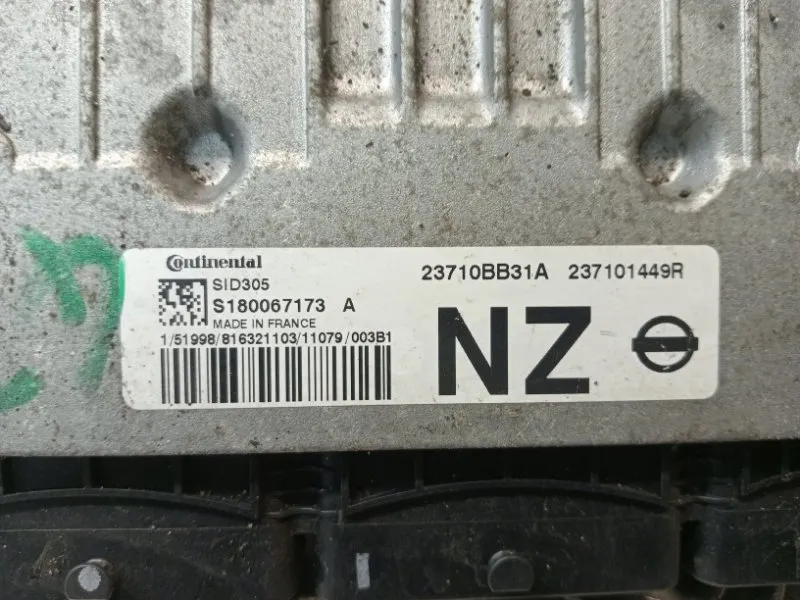 Continental
SID305
S180067173 A
MADE IN FRANCE
1/51998/816321103/11079/003B1
23710BB31A 237101449R
NZ